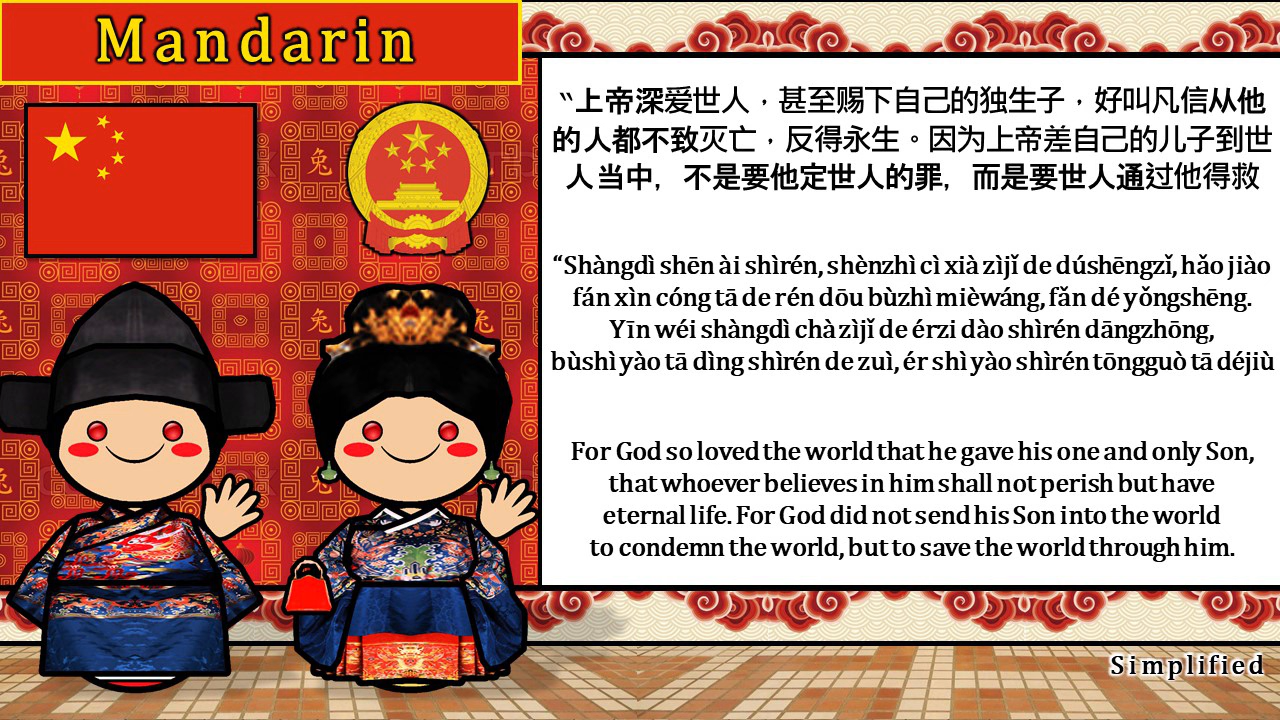 Mandarin
“上帝深爱世人，甚至赐下自己的独生子，好叫凡信从他
的人都不致灭亡，反得永生。因为上帝差自己的儿子到世
人当中，不是要他定世人的罪，而是要世人通过他得救
“Shàngdì shēn ài shìrén, shènzhì cì xià zìjǐ de dúshēngzǐ, hǎo jiào
fán xìn cóng tā de rén dōu bùzhì mièwáng, fǎn dé yǒngshēng.
Yīn wéi shàngdì chà zìjǐ de érzi dào shìrén dāngzhōng,
bùshì yào tā dìng shìrén de zuì, ér shì yào shìrén tōngguò tā déjiù
For God so loved the world that he gave his one and only Son,
that whoever believes in him shall not perish but have
eternal life. For God did not send his Son into the world
to condemn the world, but to save the world through him.
Simplified
兔
兔